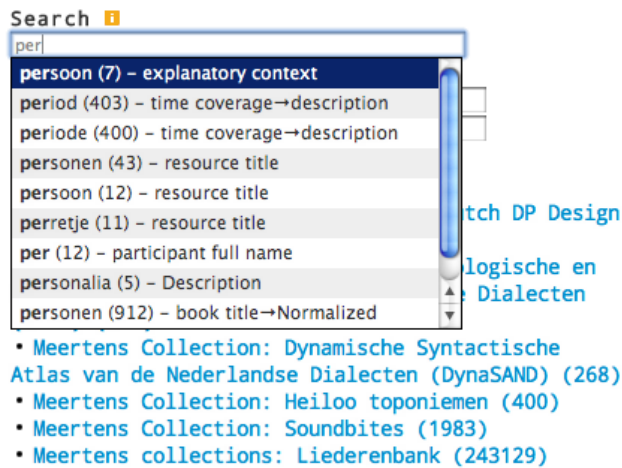 Search i
per
persoon (7) – explanatory context
period (403) – time coverage→description
periode (400) – time coverage→description
personen (43) – resource title
persoon (12) – resource title
perretje (11) – resource title
tch DP Design
per (12) – participant full name
logische en
personalia (5) – Description
Dialecten
personen (912) – book title→Normalized
• Meertens Collection: Dynamische Syntactische
Atlas van de Nederlandse Dialecten (DynaSAND) (268)
• Meertens Collection: Heiloo toponiemen (400)
• Meertens Collection: Soundbites (1983)
• Meertens collections: Liederenbank (243129)